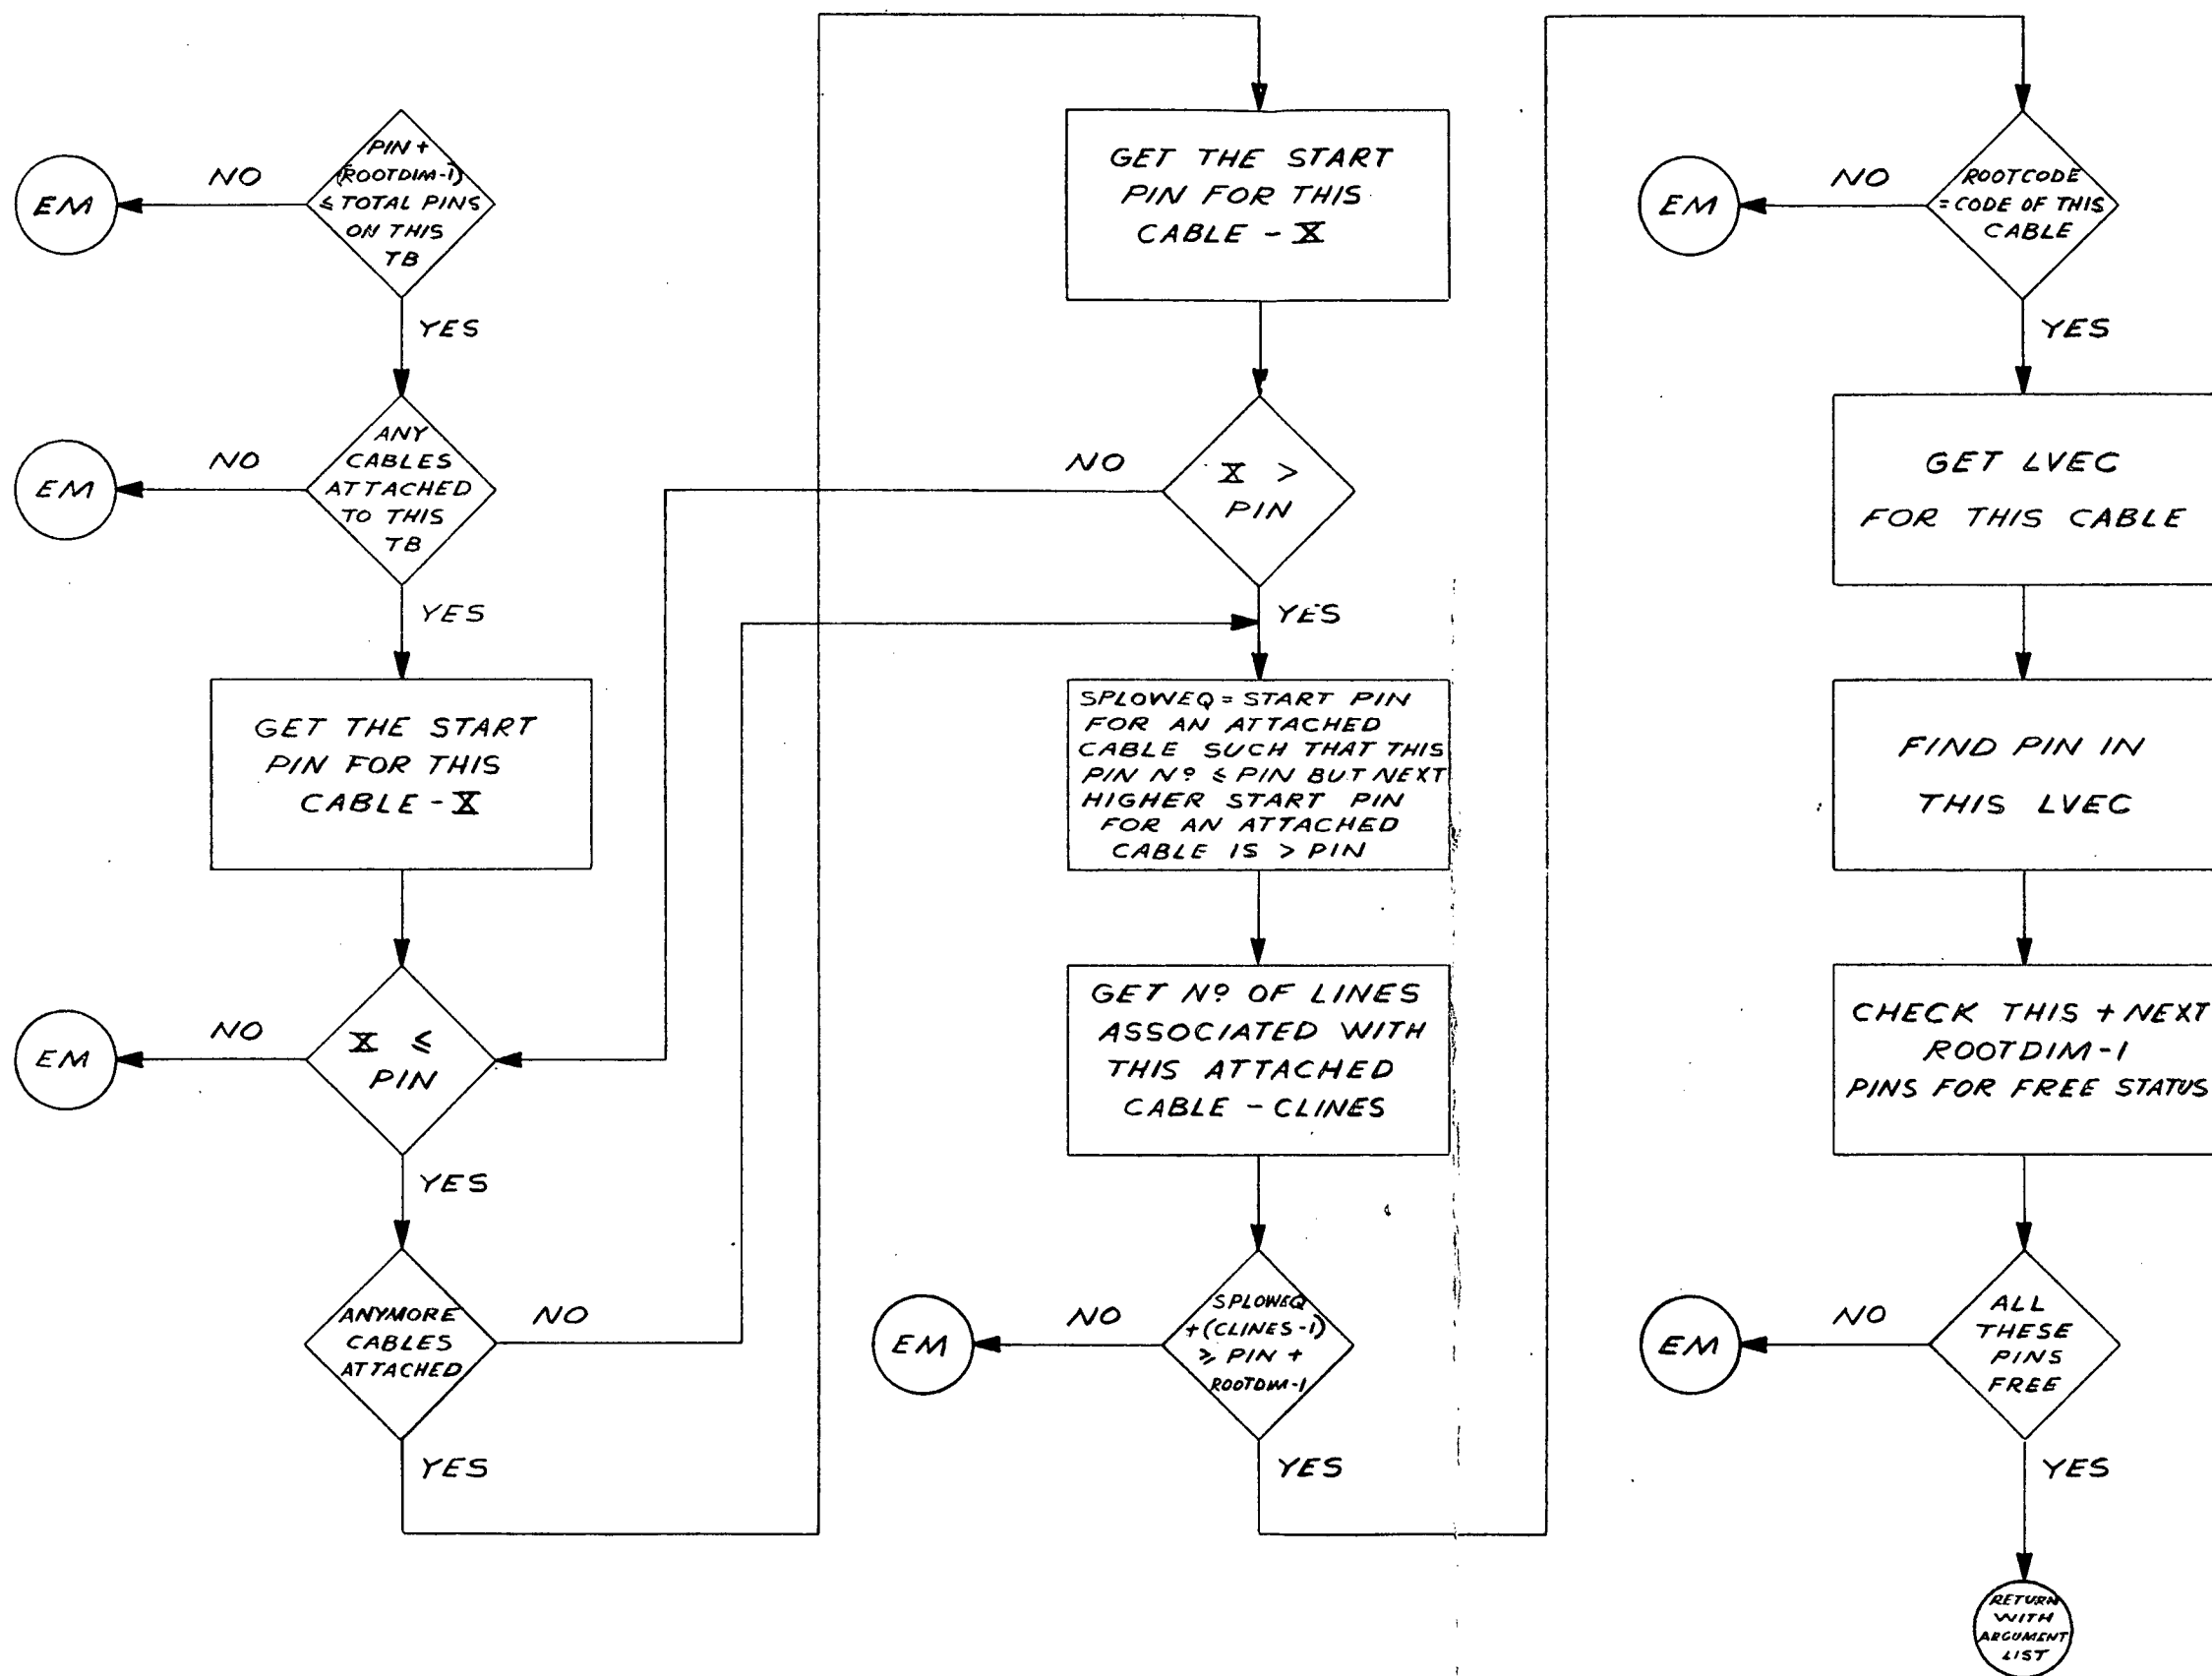 PIN +
(ROOTDIM-1)
≤ TOTAL PINS
ON THIS
TB
NO
EM
YES
ANY
CABLES
ATTACHED
TO THIS
TB
NO
EM
YES
GET THE START
PIN FOR THIS
CABLE - X
X ≤
PIN
NO
EM
YES
ANYMORE
CABLES
ATTACHED
NO
YES
GET THE START
PIN FOR THIS
CABLE - X
X >
PIN
NO
YES
SPLOWEQ = START PIN
FOR AN ATTACHED
CABLE SUCH THAT THIS
PIN Nº ≤ PIN BUT NEXT
HIGHER START PIN
FOR AN ATTACHED
CABLE IS > PIN
GET Nº OF LINES
ASSOCIATED WITH
THIS ATTACHED
CABLE - CLINES
SPLOWEQ
+ (CLINES-1)
≥ PIN +
ROOTDIM-1
NO
EM
YES
ROOTCODE
= CODE OF THIS
CABLE
NO
EM
YES
GET LVEC
FOR THIS CABLE
FIND PIN IN
THIS LVEC
CHECK THIS + NEXT
ROOTDIM-1
PINS FOR FREE STATUS
ALL
THESE
PINS
FREE
NO
EM
YES
RETURN
WITH
ARGUMENT
LIST